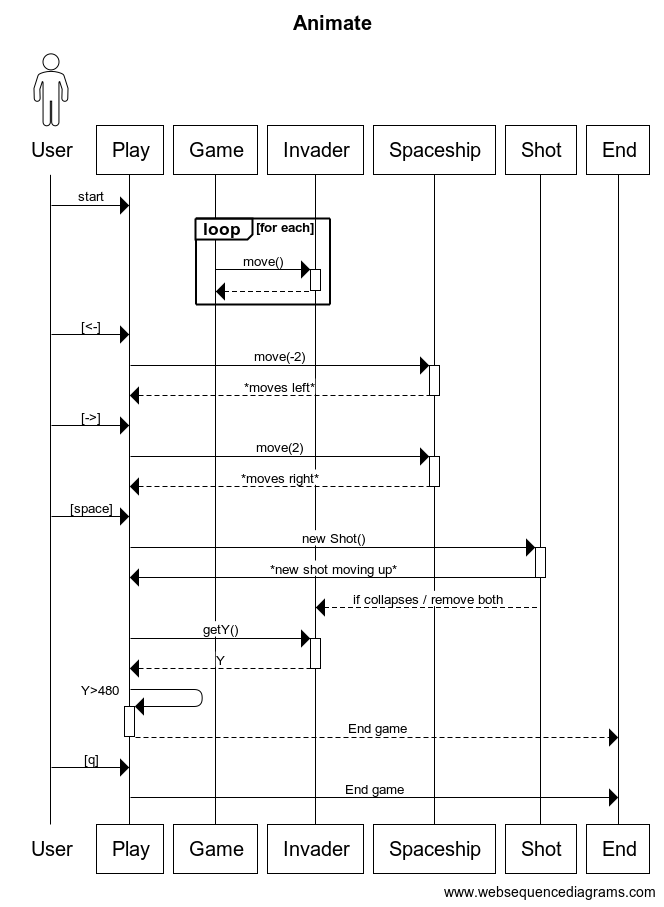 Animate
User Play Game Invader Spaceship Shot End
start
loop [for each]
move()
[<-]
move(-2)
*moves left*
[->]
move(2)
*moves right*
[space]
new Shot()
*new shot moving up*
if collapses / remove both
getY()
Y
Y>480
End game
[q]
End game
User Play Game Invader Spaceship Shot End
www.websequencediagrams.com